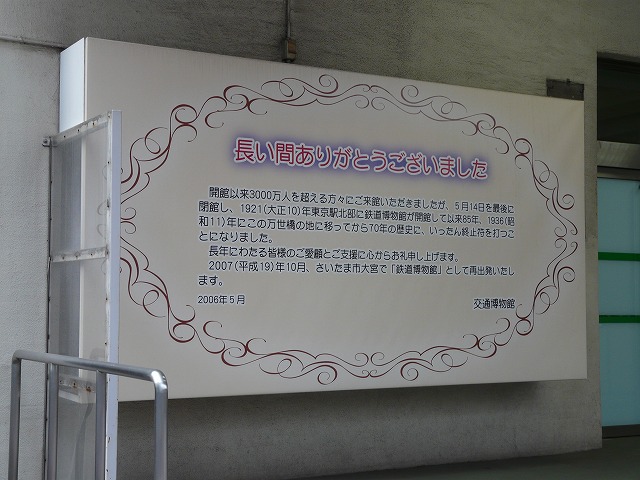 長い間ありがとうございました
開館以来3000万人を超える方々にご来館いただきましたが、5月14日を最後に
閉館し、1921(大正10)年東京駅北部に鉄道博物館が開館して以来85年、1936(昭
和11)年にこの万世橋の地に移ってから70年の歴史に、いったん終止符を打つこ
とになりました。
長年にわたる皆様のご愛顧とご支援に心からお礼申し上げます。
2007(平成19)年10月、さいたま市大宮で「鉄道博物館」として再出発いたし
ます。
2006年5月
交通博物館